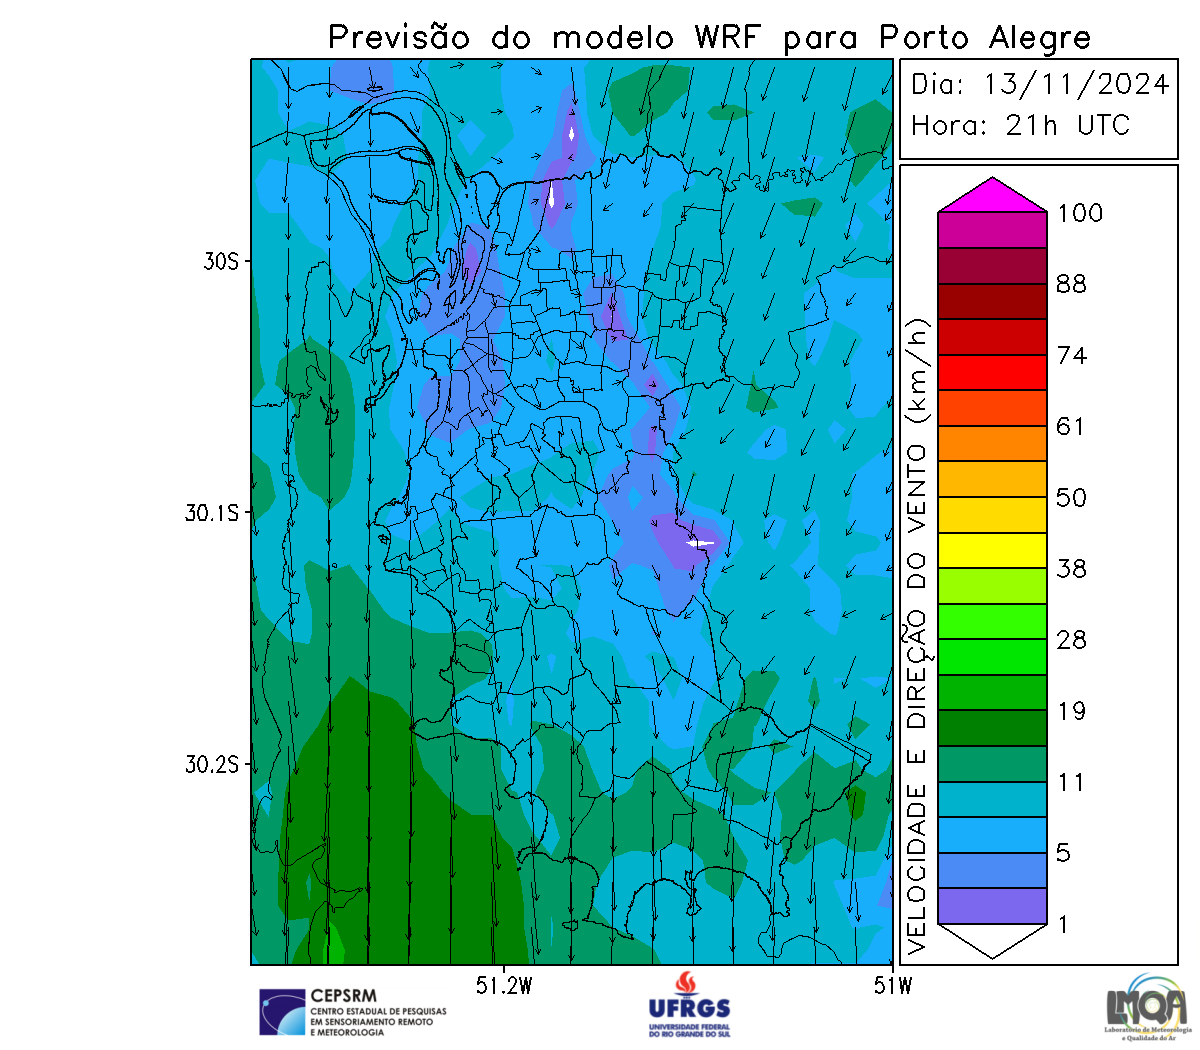 Previsão do modelo WRF para Porto Alegre
Dia: 13/11/2024
Hora: 21h UTC
30S
30.1S
30.2S
51.2W
51W
VELOCIDADE E DIREÇÃO DO VENTO (km/h)
100
88
74
61
50
38
28
19
11
5
1
CEPSRM
CENTRO ESTADUAL DE PESQUISAS
EM SENSORIAMENTO REMOTO
E METEOROLOGIA
UFRGS
UNIVERSIDADE FEDERAL
DO RIO GRANDE DO SUL
LMQA
Laboratório de Meteorologia
e Qualidade do Ar